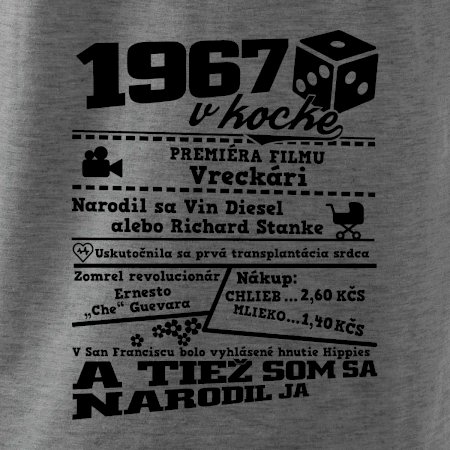 1967
v kocke
PREMIÉRA FILMU
Vreckári
Narodil sa Vin Diesel
alebo Richard Stanke
Uskutočnila sa prvá transplantácia srdca
Zomrel revolucionár
Ernesto
„Che“ Guevara
Nákup:
CHLIEB...2,60 KČS
MLIEKO...1,40 KČS
V San Franciscu bolo vyhlásené hnutie Hippies
A TIEŽ SOM SA
NARODIL JA